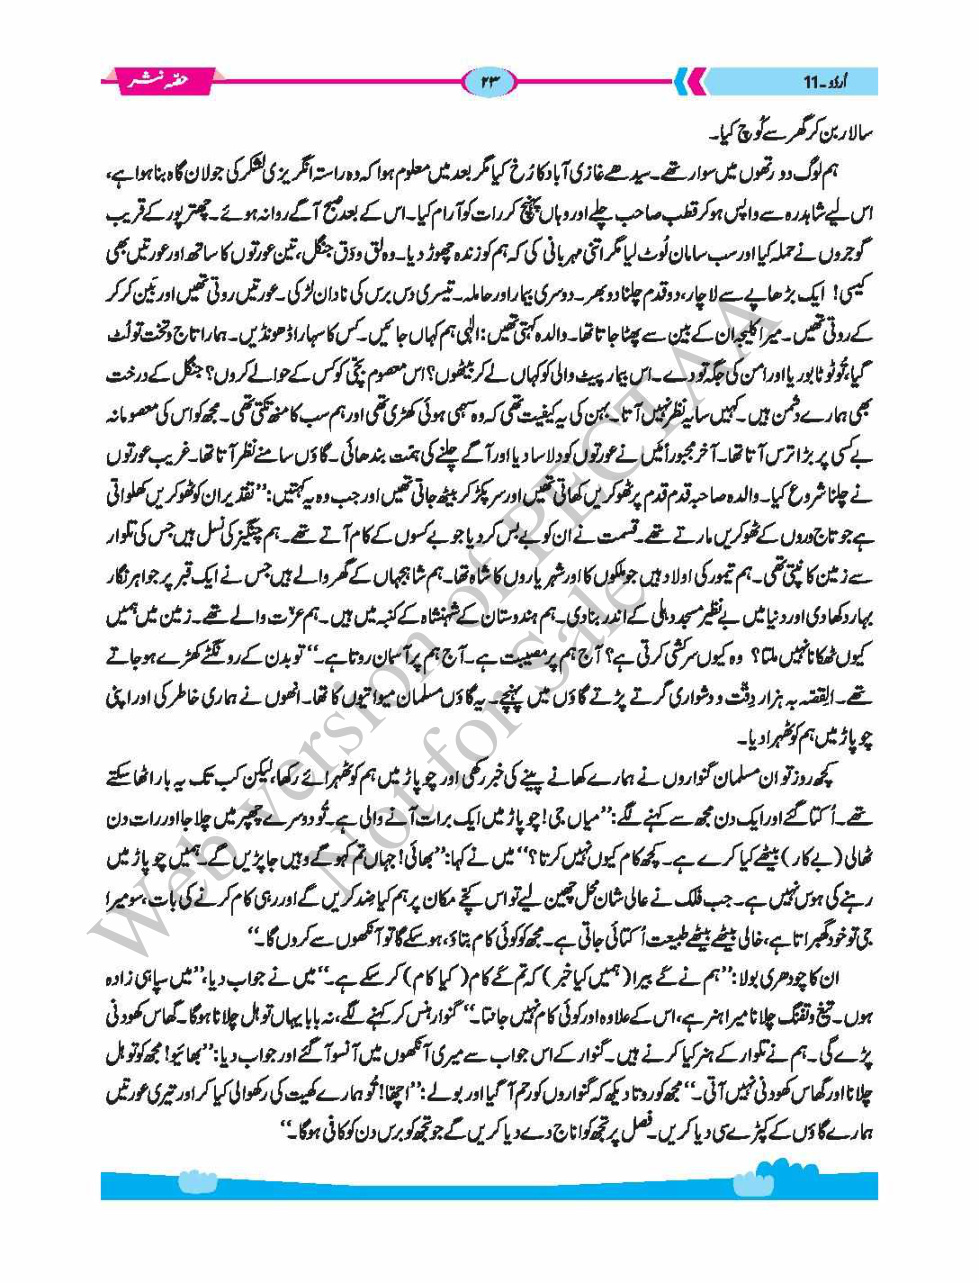 اُردُو۔11
۲۳
حصّہ نثر
سالار بن کر گھر سے کُوچ کیا۔
ہم لوگ دو رتھوں میں سوار تھے۔ سیدھے غازی آباد کا رُخ کیا مگر بعد میں معلوم ہوا کہ وہ راستہ انگریزی لشکر کی جولان گاہ بنا ہوا ہے،
اس لیے شاہدرہ سے واپس ہو کر قطب صاحب چلے اور وہاں پہنچ کر رات کو آرام کیا۔ اس کے بعد صبح آگے روانہ ہوئے۔ چھتر پور کے قریب
گوجروں نے حملہ کیا اور سب سامان لُوٹ لیا مگر اتنی مہربانی کی کہ ہم کو زندہ چھوڑ دیا۔ وہ لق و دَق جنگل، تین عورتوں کا ساتھ اور عورتیں بھی
کیسی! ایک بڑھاپے سے لاچار، دو قدم چلنا دوبھر۔ دوسری بیمار اور حاملہ۔ تیسری دس برس کی نادان لڑکی۔ عورتیں روتی تھیں اور بَین کر کر
کے روتی تھیں۔ میرا کلیجہ ان کے بین سے پھٹا جاتا تھا۔ والدہ کہتی تھیں: الٰہی ہم کہاں جائیں۔ کس کا سہارا ڈھونڈیں۔ ہمارا تاج و تخت تو لُٹ
گیا، تُو ٹوٹا بوریا اور امن کی جگہ تو دے۔ اس بیمار پیٹ والی کو کہاں لے کر بیٹھوں؟ اس معصوم بچّی کو کس کے حوالے کروں؟ جنگل کے درخت
بھی ہمارے دشمن ہیں۔ کہیں سایہ نظر نہیں آتا۔ بہن کی یہ کیفیت تھی کہ وہ سہمی ہوئی کھڑی تھی اور ہم سب کا منھ تکتی تھی۔ مجھ کو اس کی معصومانہ
بے کسی پر بڑا ترس آتا تھا۔ آخر مجبوراً میں نے عورتوں کو دلاسا دیا اور آگے چلنے کی ہمّت بندھائی۔ گاؤں سامنے نظر آتا تھا۔ غریب عورتوں
نے چلنا شروع کیا۔ والدہ صاحبہ قدم قدم پر ٹھوکریں کھاتی تھیں اور سر پکڑ کر بیٹھ جاتی تھیں اور جب وہ یہ کہتیں: ’’تقدیر ان کو ٹھوکریں کھلواتی
ہے جو تاج وروں کے ٹھوکریں مارتے تھے۔ قسمت نے ان کو بے بس کر دیا جو بے کسوں کے کام آتے تھے۔ ہم چنگیز کی نسل ہیں جس کی تلوار
سے زمین کانپتی تھی۔ ہم تیمور کی اولاد ہیں جو ملکوں کا اور شہر یاروں کا شاہ تھا۔ ہم شاہجہاں کے گھر والے ہیں جس نے ایک قبر پر جواہر نگار
بہار دکھا دی اور دنیا میں بے نظیر مسجد دہلی کے اندر بنا دی۔ ہم ہندوستان کے شہنشاہ کے کنبہ میں ہیں۔ ہم عزّت والے تھے۔ زمین میں ہمیں
کیوں ٹھکانا نہیں ملتا؟ وہ کیوں سرکشی کرتی ہے؟ آج ہم پر مصیبت ہے۔ آج ہم پر آسمان روتا ہے۔‘‘ تو بدن کے رونگٹے کھڑے ہو جاتے
تھے۔ القصّہ بہ ہزار دِقّت و دشواری گرتے پڑتے گاؤں میں پہنچے۔ یہ گاؤں مسلمان میواتیوں کا تھا۔ انھوں نے ہماری خاطر کی اور اپنی
چوپاڑ میں ہم کو ٹھہرا دیا۔
کچھ روز تو ان مسلمان گنواروں نے ہمارے کھانے پینے کی خبر رکھی اور چوپاڑ میں ہم کو ٹھہرائے رکھا، لیکن کب تک یہ بار اٹھا سکتے
تھے۔ اُکتا گئے اور ایک دن مجھ سے کہنے لگے: ’’میاں جی! چوپاڑ میں ایک برات آنے والی ہے۔ تُو دوسرے چھپر میں چلا جا اور رات دن
ٹھالی (بے کار) بیٹھے کیا کرے ہے۔ کچھ کام کیوں نہیں کرتا؟‘‘ میں نے کہا: ’’بھائی! جہاں تم کہو گے وہیں جا پڑیں گے۔ ہمیں چوپاڑ میں
رہنے کی ہوس نہیں ہے۔ جب فلک نے عالی شان محل چھین لیے تو اس کچّے مکان پر ہم کیا ضد کریں گے اور رہی کام کرنے کی بات، سو میرا
جی تو خود گھبراتا ہے، خالی بیٹھے بیٹھے طبیعت اُکتائی جاتی ہے۔ مجھ کو کوئی کام بتاؤ، ہو سکے گا تو آنکھوں سے کروں گا۔‘‘
ان کا چودھری بولا: ’’ہم نے کے بیرا (ہمیں کیا خبر) کہ تم کے کام (کیا کام) کر سکے ہے۔‘‘ میں نے جواب دیا، ’’میں سپاہی زادہ
ہوں۔ تیغ و تفنگ چلانا میرا ہنر ہے، اس کے علاوہ اور کوئی کام نہیں جانتا۔‘‘ گنوار ہنس کر کہنے لگے، نہ بابا یہاں تو ہل چلانا ہوگا۔ گھاس کھودنی
پڑے گی۔ ہم نے تلوار کے ہنر کیا کرنے ہیں۔ گنوار کے اس جواب سے میری آنکھوں میں آنسو آ گئے اور جواب دیا: ’’بھائیو! مجھ کو تو ہل
چلانا اور گھاس کھودنی نہیں آتی۔‘‘ مجھ کو روتا دیکھ کہ گنواروں کو رحم آ گیا اور بولے: ’’اچھّا! تُو ہمارے کھیت کی رکھوالی کیا کر اور تیری عورتیں
ہمارے گاؤں کے کپڑے سی دیا کریں۔ فصل پر تجھ کو اناج دے دیا کریں گے جو تجھ کو برس دن کو کافی ہوگا۔‘‘
Web version of PECTAA
Not for Sale